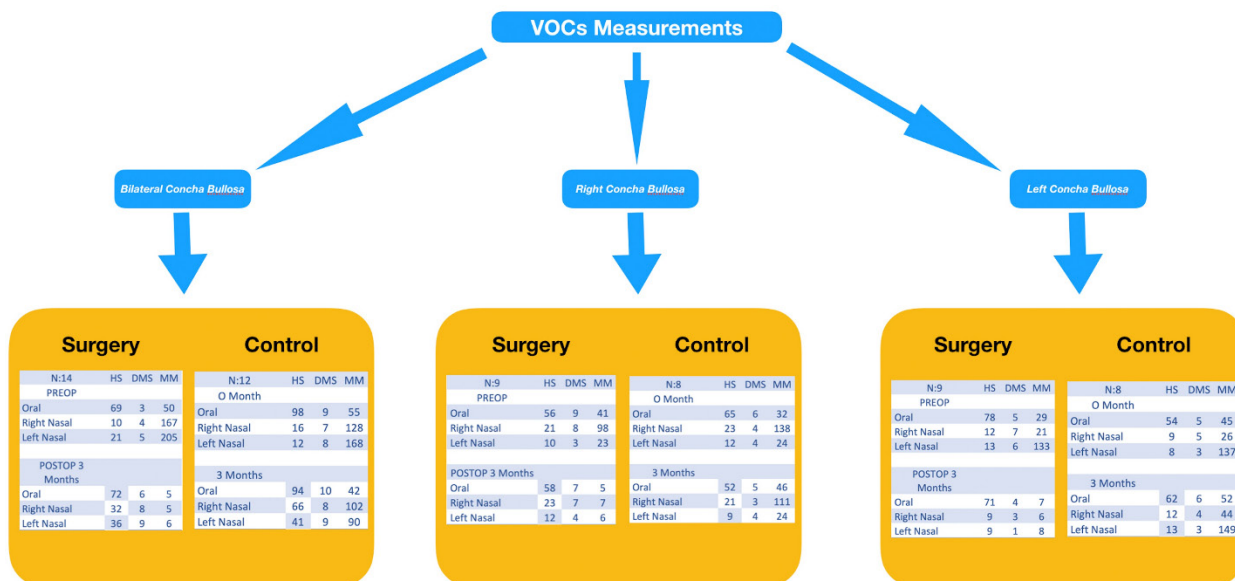 VOCs Measurements
Bilateral Concha Bullosa
Right Concha Bullosa
Left Concha Bullosa
Surgery
N:14 HS DMS MM
PREOP
Oral 69 3 50
Right Nasal 10 4 167
Left Nasal 21 5 205
POSTOP 3
Months
Oral 72 6 5
Right Nasal 32 8 5
Left Nasal 36 9 6
Control
N:12 HS DMS MM
O Month
Oral 98 9 55
Right Nasal 16 7 128
Left Nasal 12 8 168
3 Months
Oral 94 10 42
Right Nasal 66 8 102
Left Nasal 41 9 90
Surgery
N:9 HS DMS MM
PREOP
Oral 56 9 41
Right Nasal 21 8 98
Left Nasal 10 3 23
POSTOP 3 Months
Oral 58 7 5
Right Nasal 23 7 7
Left Nasal 12 4 6
Control
N:8 HS DMS MM
O Month
Oral 65 6 32
Right Nasal 23 4 138
Left Nasal 12 4 24
3 Months
Oral 52 5 46
Right Nasal 21 3 111
Left Nasal 9 4 24
Surgery
N:9 HS DMS MM
PREOP
Oral 78 5 29
Right Nasal 12 7 21
Left Nasal 13 6 133
POSTOP 3
Months
Oral 71 4 7
Right Nasal 9 3 6
Left Nasal 9 1 8
Control
N:8 HS DMS MM
O Month
Oral 54 5 45
Right Nasal 9 5 26
Left Nasal 8 3 137
3 Months
Oral 62 6 52
Right Nasal 12 4 44
Left Nasal 13 3 149